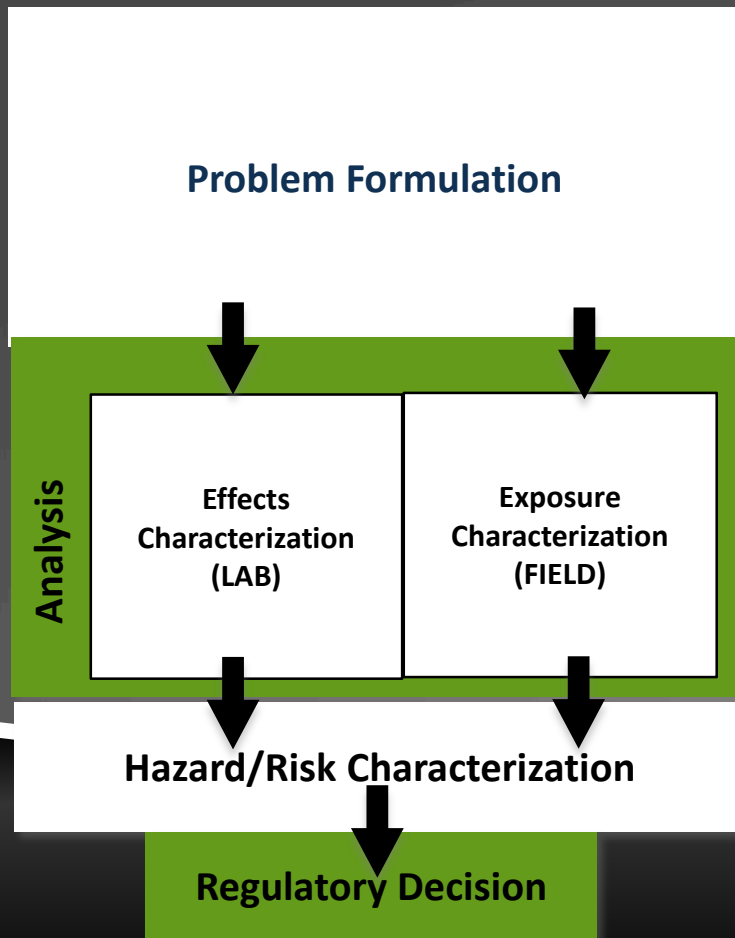 Problem Formulation
Analysis
Effects
Characterization
(LAB)
Exposure
Characterization
(FIELD)
Hazard/Risk Characterization
Regulatory Decision